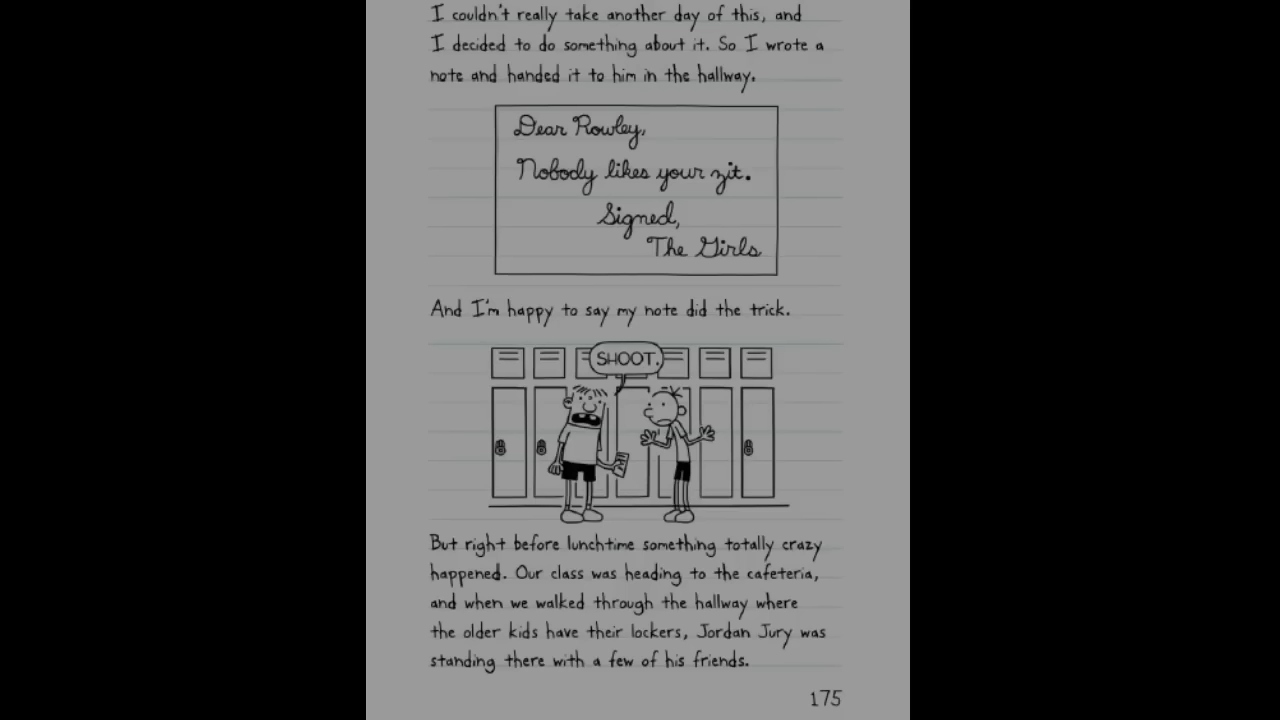 I couldn't really take another day of this, and
I decided to do something about it. So I wrote a
note and handed it to him in the hallway.
Dear Rowley,
Nobody likes your zit.
Signed,
The Girls
And I'm happy to say my note did the trick.
SHOOT.
But right before lunchtime something totally crazy
happened. Our class was heading to the cafeteria,
and when we walked through the hallway where
the older kids have their lockers, Jordan Jury was
standing there with a few of his friends.
175